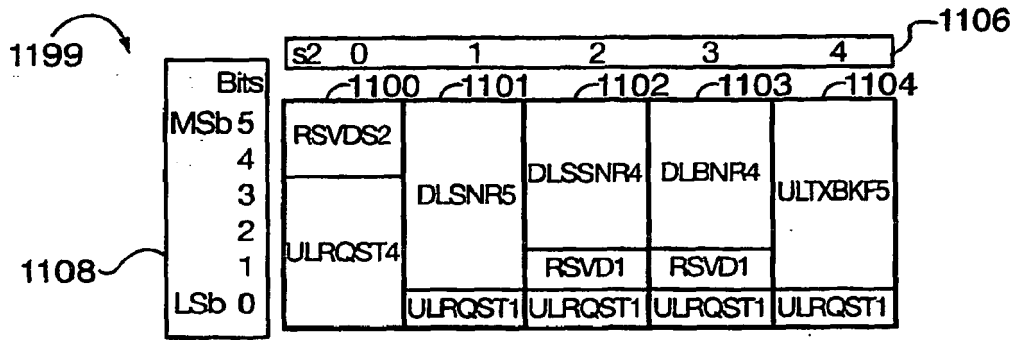 1199
1106
s2 0 1 2 3 4
1100 1101 1102 1103 1104
Bits
MSb 5
4
3
2
1
LSb 0
1108
RSVDS2
ULRQST4
DLSNR5
ULRQST1
DLSSNR4
RSVD1
ULRQST1
DLBNR4
RSVD1
ULRQST1
ULTXBKF5
ULRQST1